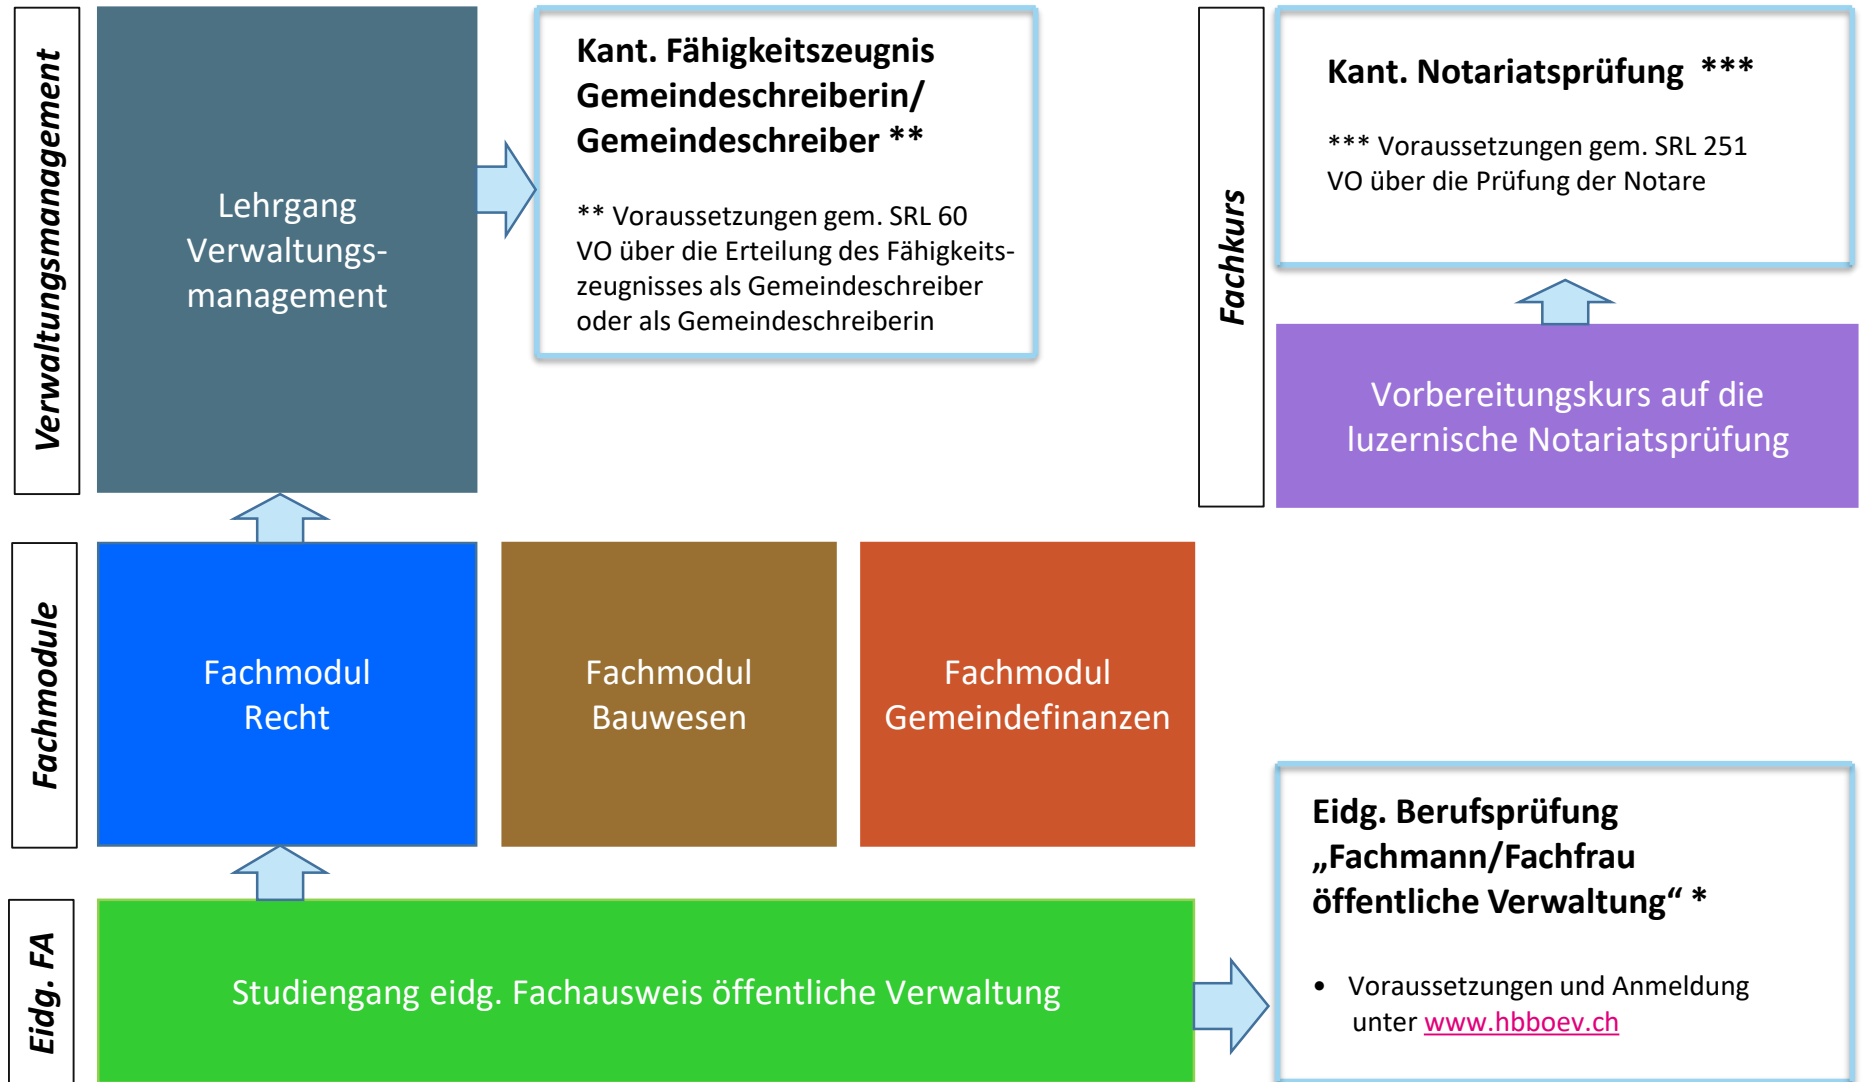 Verwaltungsmanagement
Lehrgang
Verwaltungs-
management
Kant. Fähigkeitszeugnis
Gemeindeschreiberin/
Gemeindeschreiber **
** Voraussetzungen gem. SRL 60
VO über die Erteilung des Fähigkeits-
zeugnisses als Gemeindeschreiber
oder als Gemeindeschreiberin
Fachkurs
Kant. Notariatsprüfung ***
*** Voraussetzungen gem. SRL 251
VO über die Prüfung der Notare
Vorbereitungskurs auf die
luzernische Notariatsprüfung
Fachmodule
Fachmodul
Recht
Fachmodul
Bauwesen
Fachmodul
Gemeindefinanzen
Eidg. FA
Studiengang eidg. Fachausweis öffentliche Verwaltung
Eidg. Berufsprüfung
„Fachmann/Fachfrau
öffentliche Verwaltung“ *
• Voraussetzungen und Anmeldung
unter www.hbboev.ch